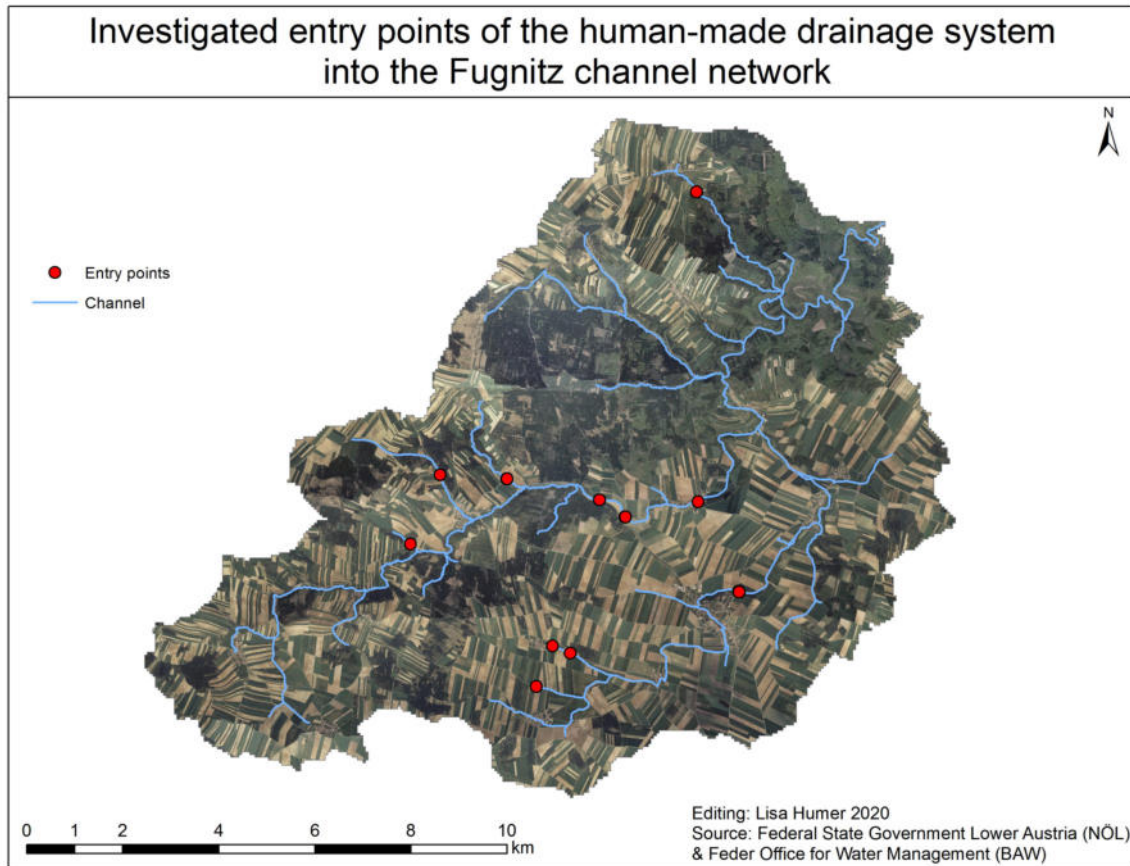 Investigated entry points of the human-made drainage system
into the Fugnitz channel network
N
Entry points
Channel
0 1 2 4 6 8 10
km
Editing: Lisa Humer 2020
Source: Federal State Government Lower Austria (NÖL)
& Feder Office for Water Management (BAW)